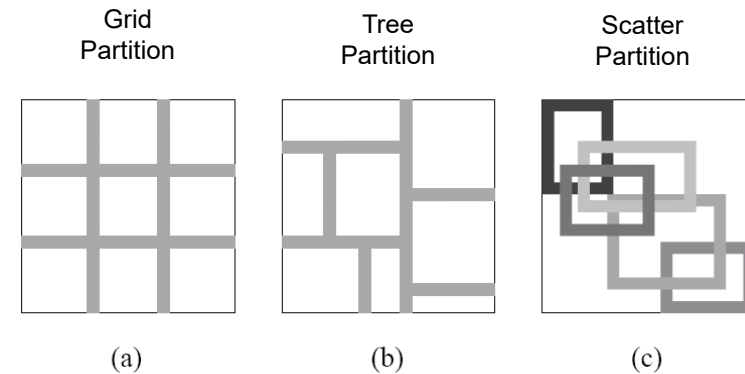 Grid
Partition
Tree
Partition
Scatter
Partition
(a)
(b)
(c)